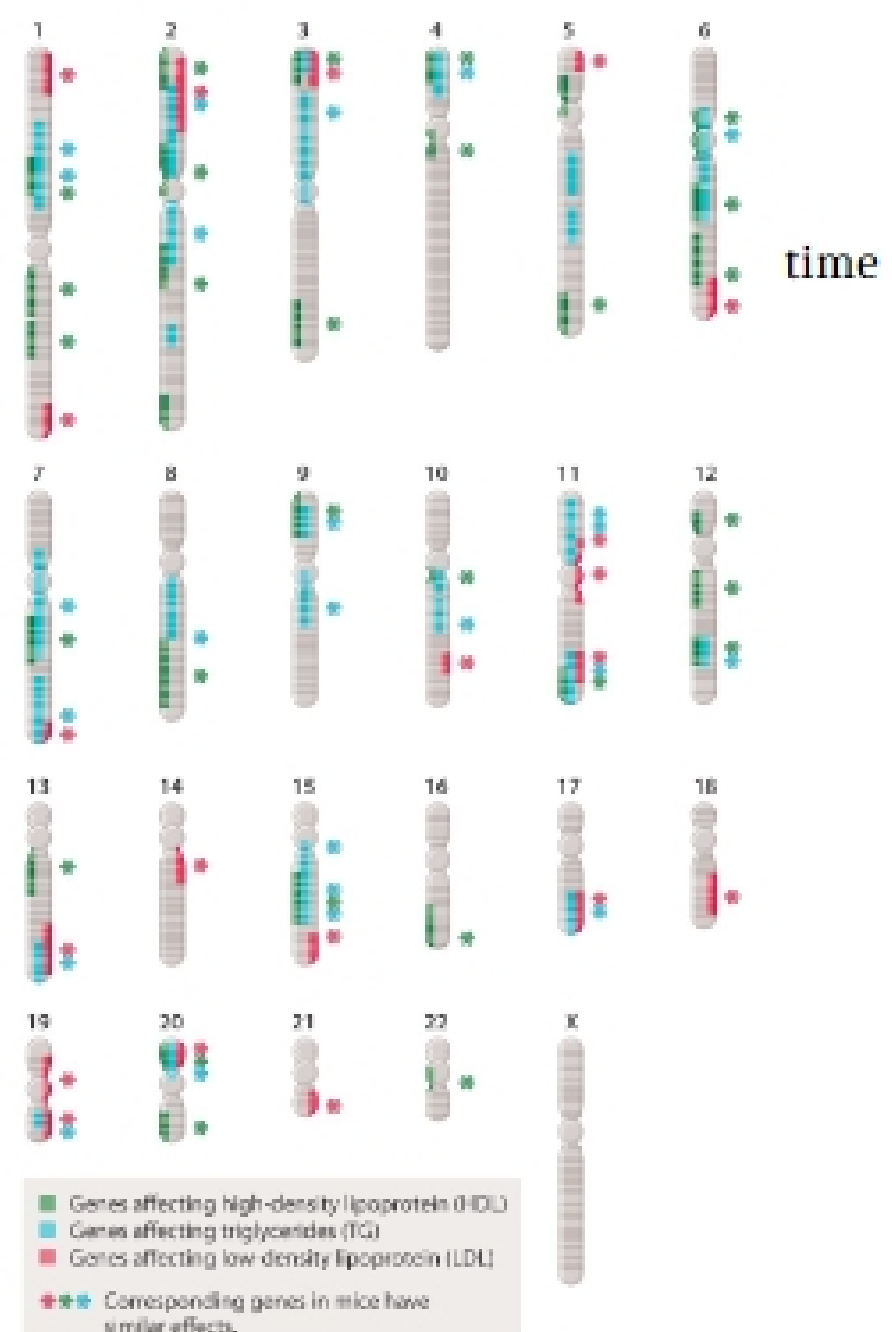 1 2 3 4 5 6
time
7 8 9 10 11 12
13 14 15 16 17 18
19 20 21 22 X
Genes affecting high-density lipoprotein (HDL)
Genes affecting triglycerides (TG)
Genes affecting low-density lipoprotein (LDL)
Corresponding genes in mice have
similar effects.